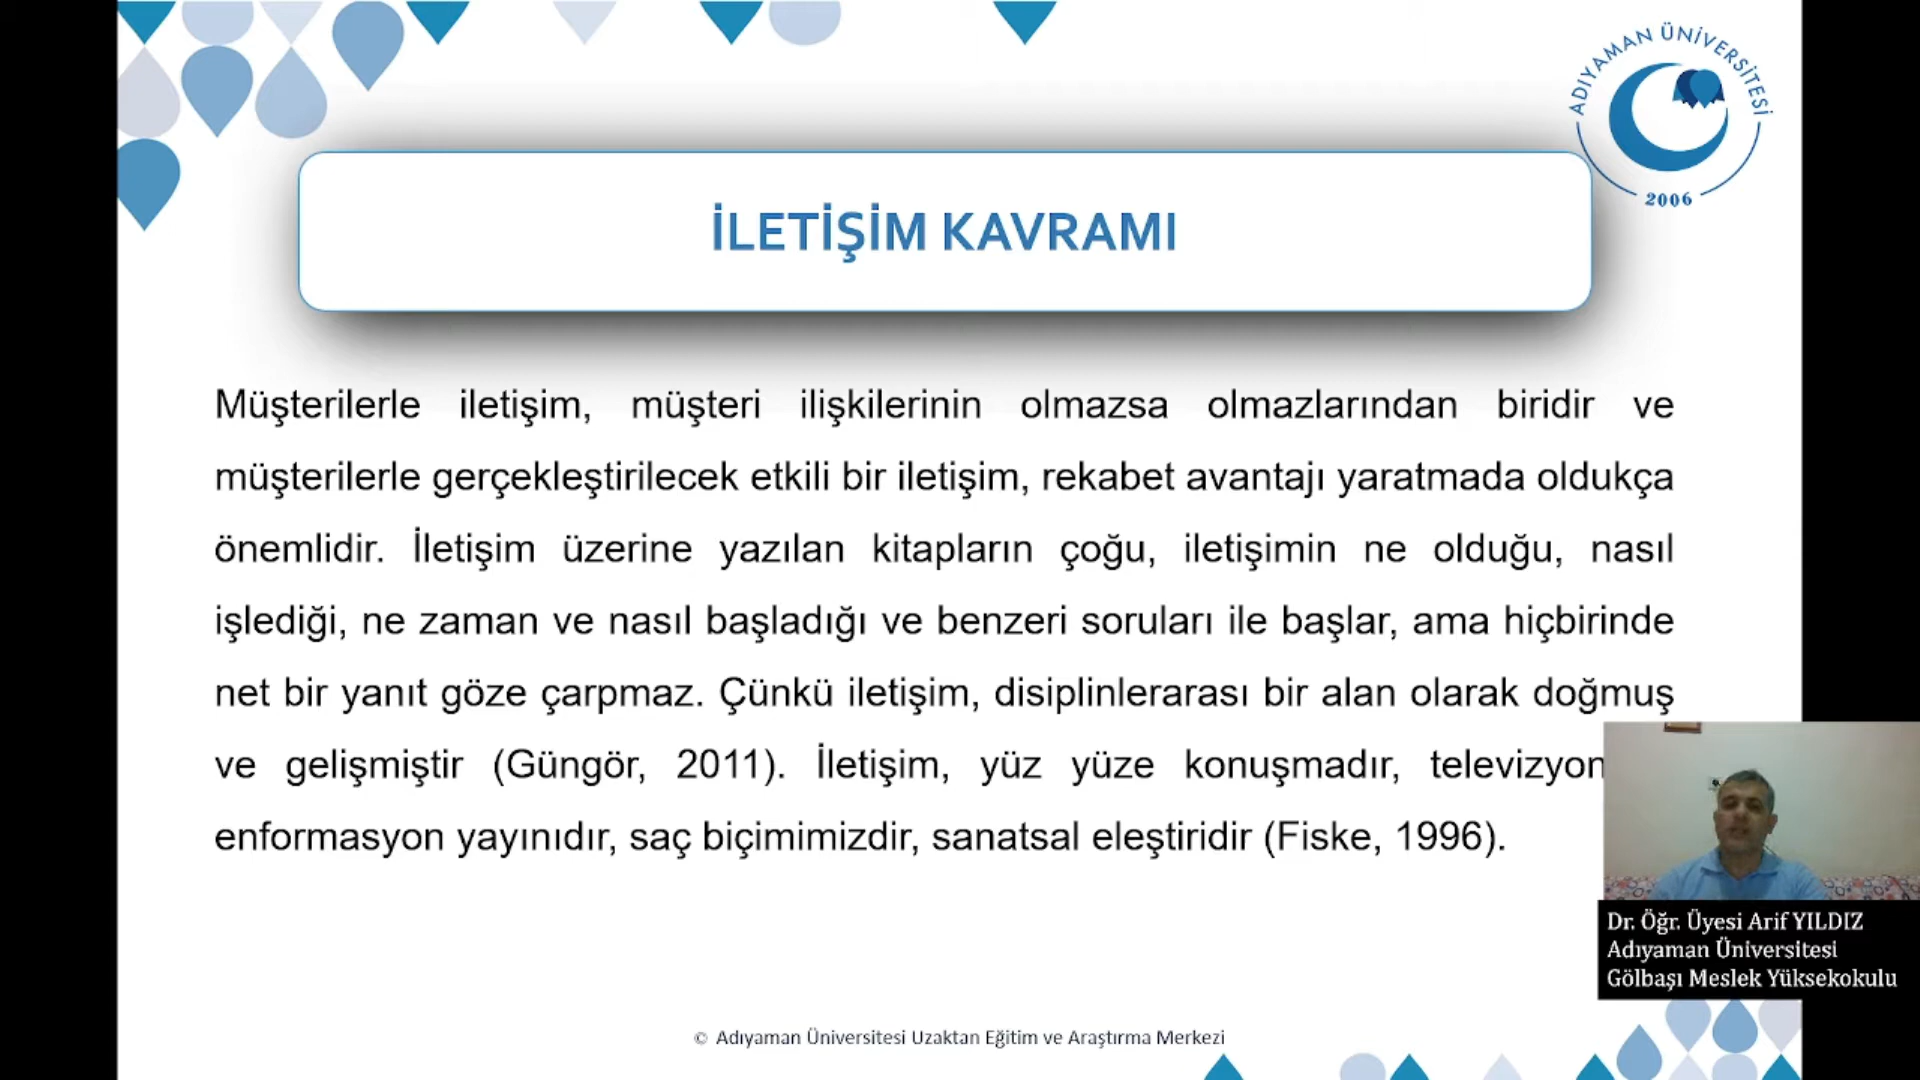 ADIYAMAN ÜNİVERSİTESİ
2006
İLETİŞİM KAVRAMI
Müşterilerle iletişim, müşteri ilişkilerinin olmazsa olmazlarından biridir ve
müşterilerle gerçekleştirilecek etkili bir iletişim, rekabet avantajı yaratmada oldukça
önemlidir. İletişim üzerine yazılan kitapların çoğu, iletişimin ne olduğu, nasıl
işlediği, ne zaman ve nasıl başladığı ve benzeri soruları ile başlar, ama hiçbirinde
net bir yanıt göze çarpmaz. Çünkü iletişim, disiplinlerarası bir alan olarak doğmuş
ve gelişmiştir (Güngör, 2011). İletişim, yüz yüze konuşmadır, televizyon
enformasyon yayınıdır, saç biçimimizdir, sanatsal eleştiridir (Fiske, 1996).
Dr. Öğr. Üyesi Arif YILDIZ
Adıyaman Üniversitesi
Gölbaşı Meslek Yüksekokulu
© Adıyaman Üniversitesi Uzaktan Eğitim ve Araştırma Merkezi